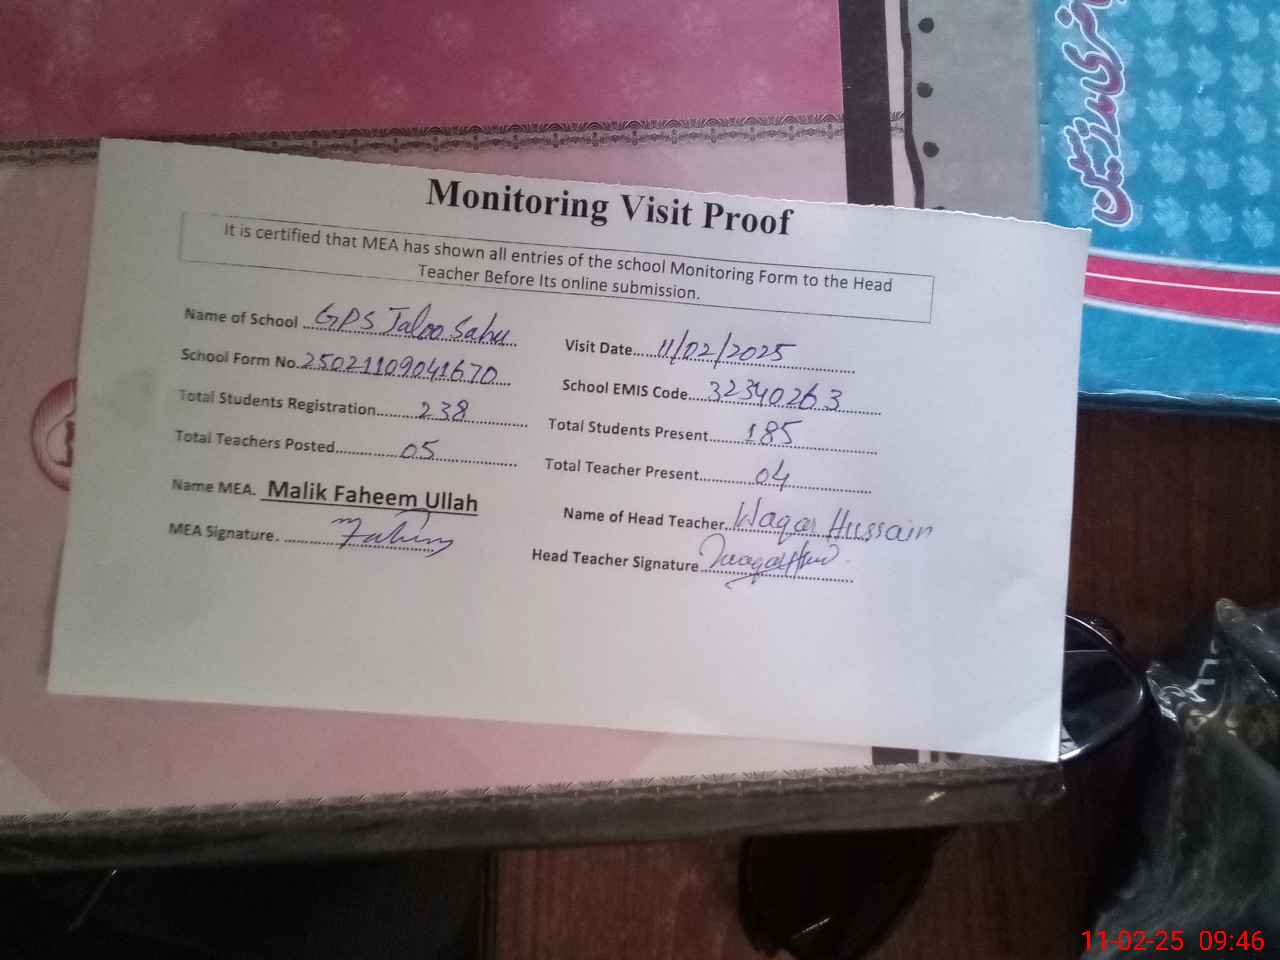 حاضری مدرسین
Monitoring Visit Proof
It is certified that MEA has shown all entries of the school Monitoring Form to the Head
Teacher Before Its online submission.
Name of School ...GPS Jaloo Sahu... Visit Date.....11/02/2025
School Form No.25021109041670 School EMIS Code....32340263
Total Students Registration.......238 Total Students Present.......185
Total Teachers Posted..........05 Total Teacher Present.........04
Name MEA. Malik Faheem Ullah Name of Head Teacher..Waqar Hussain
MEA Signature. ........Fahim
Head Teacher Signature
11-02-25 09:46